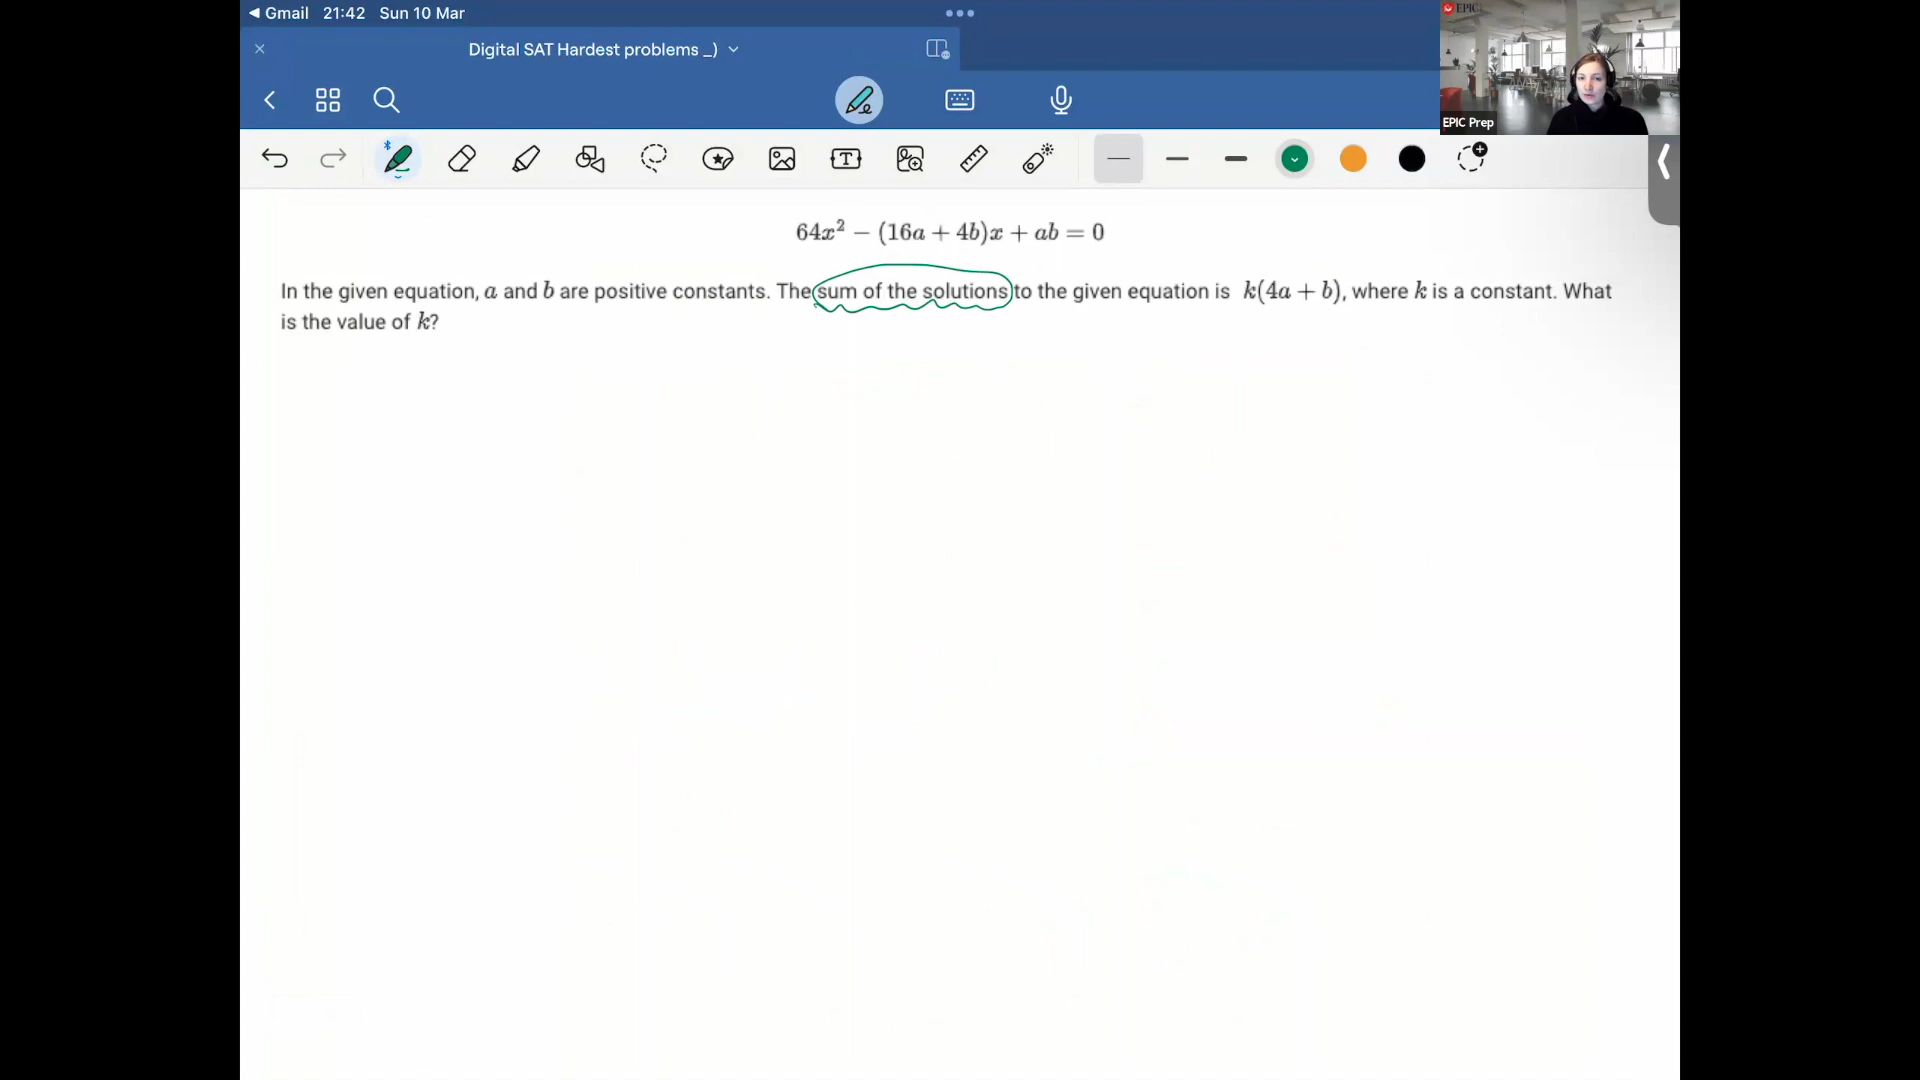 ◀ Gmail 21:42 Sun 10 Mar
Digital SAT Hardest problems _)
EPIC
EPIC Prep
64x² − (16a + 4b)x + ab = 0
In the given equation, a and b are positive constants. The sum of the solutions to the given equation is k(4a + b), where k is a constant. What
is the value of k?